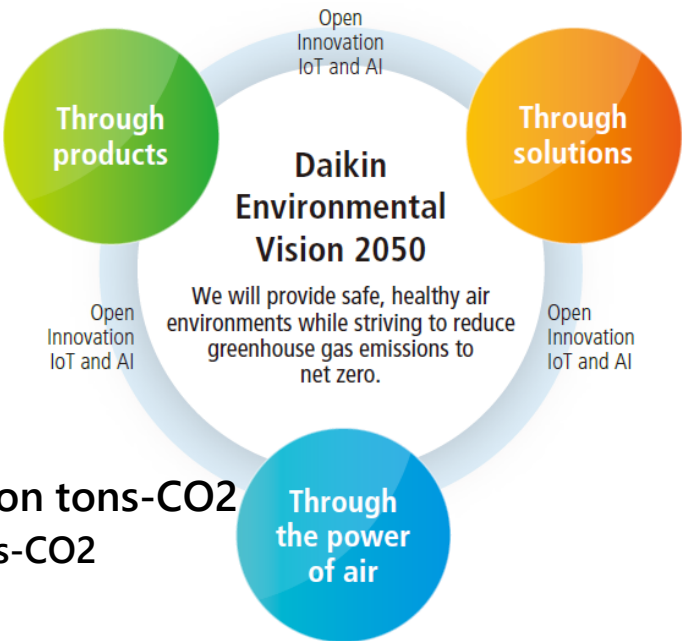 Open
Innovation
IoT and AI
Through
products
Through
solutions
Daikin
Environmental
Vision 2050
We will provide safe, healthy air
environments while striving to reduce
greenhouse gas emissions to
net zero.
Open
Innovation
IoT and AI
Open
Innovation
IoT and AI
on tons-CO2
s-CO2
Through
the power
of air